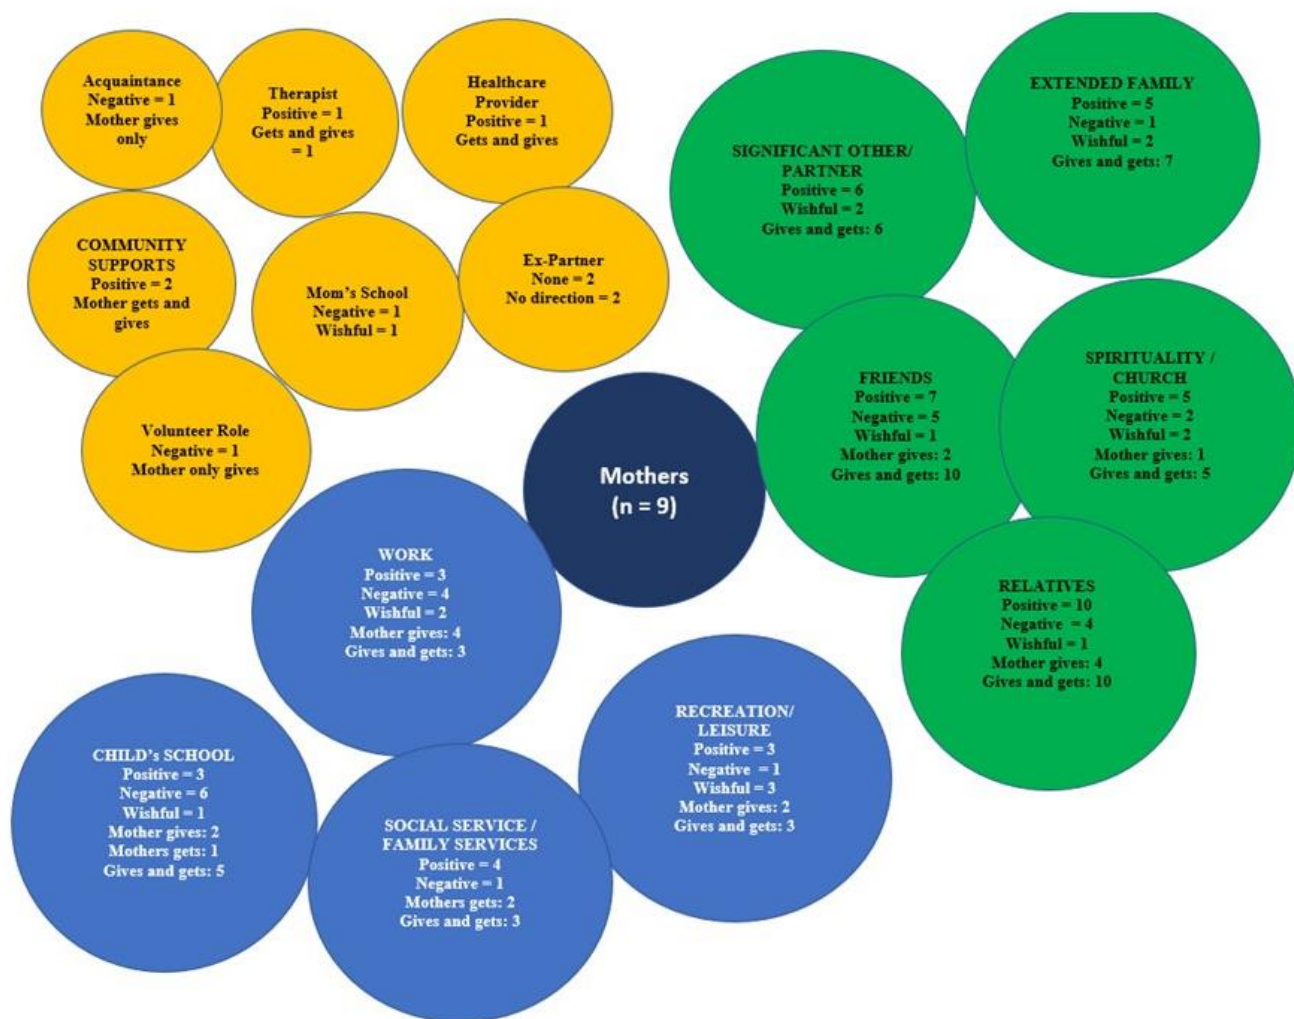 Acquaintance
Negative = 1
Mother gives
only
Therapist
Positive = 1
Gets and gives
= 1
Healthcare
Provider
Positive = 1
Gets and gives
EXTENDED FAMILY
Positive = 5
Negative = 1
Wishful = 2
Gives and gets: 7
SIGNIFICANT OTHER/
PARTNER
Positive = 6
Wishful = 2
Gives and gets: 6
COMMUNITY
SUPPORTS
Positive = 2
Mother gets and
gives
Mom's School
Negative = 1
Wishful = 1
Ex-Partner
None = 2
No direction = 2
FRIENDS
Positive = 7
Negative = 5
Wishful = 1
Mother gives: 2
Gives and gets: 10
SPIRITUALITY /
CHURCH
Positive = 5
Negative = 2
Wishful = 2
Mother gives: 1
Gives and gets: 5
Volunteer Role
Negative = 1
Mother only gives
Mothers
(n = 9)
WORK
Positive = 3
Negative = 4
Wishful = 2
Mother gives: 4
Gives and gets: 3
RELATIVES
Positive = 10
Negative = 4
Wishful = 1
Mother gives: 4
Gives and gets: 10
CHILD's SCHOOL
Positive = 3
Negative = 6
Wishful = 1
Mother gives: 2
Mothers gets: 1
Gives and gets: 5
SOCIAL SERVICE /
FAMILY SERVICES
Positive = 4
Negative = 1
Mothers gets: 2
Gives and gets: 3
RECREATION/
LEISURE
Positive = 3
Negative = 1
Wishful = 3
Mother gives: 2
Gives and gets: 3